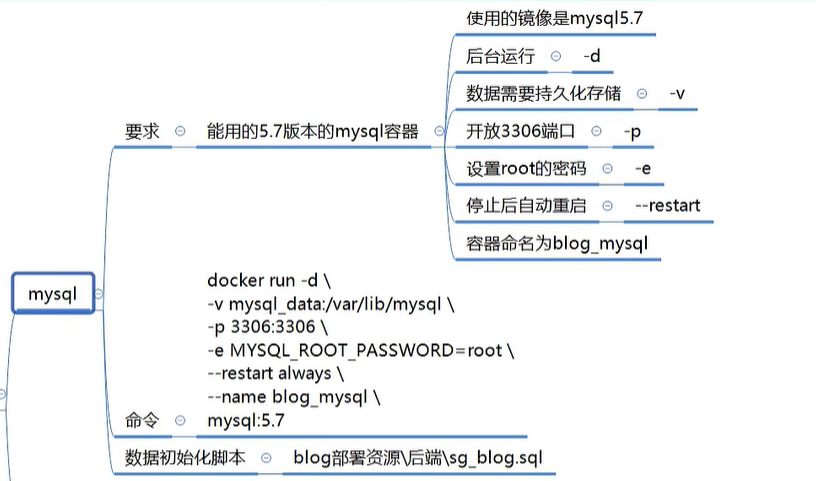 使用的镜像是mysql5.7
后台运行 -d
数据需要持久化存储 -v
要求 能用的5.7版本的mysql容器 开放3306端口 -p
设置root的密码 -e
停止后自动重启 --restart
容器命名为blog_mysql
mysql
docker run -d \
-v mysql_data:/var/lib/mysql \
-p 3306:3306 \
-e MYSQL_ROOT_PASSWORD=root \
--restart always \
--name blog_mysql \
命令 mysql:5.7
数据初始化脚本 blog部署资源\后端\sg_blog.sql